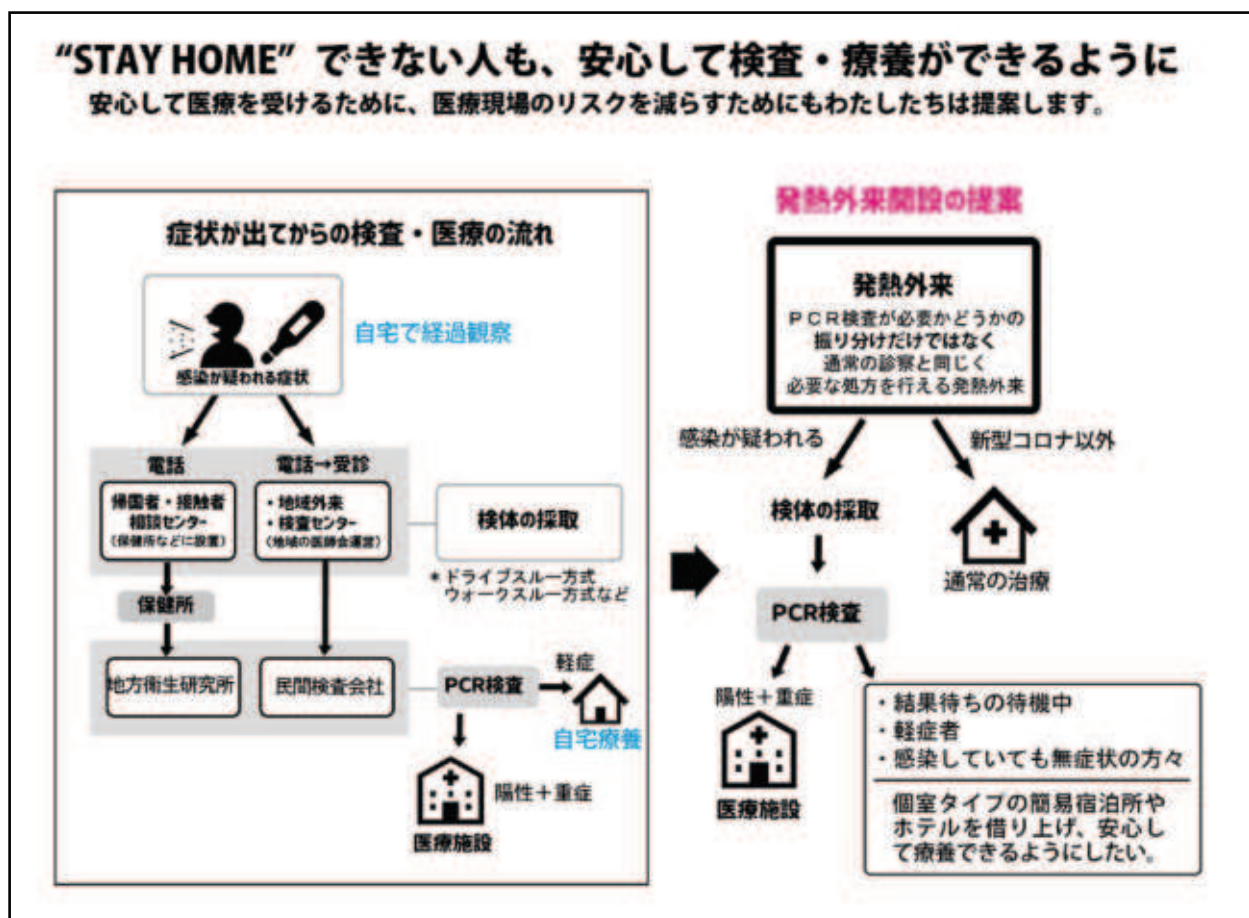 “STAY HOME”できない人も、安心して検査・療養ができるように
安心して医療を受けるために、医療現場のリスクを減らすためにもわたしたちは提案します。
症状が出てからの検査・医療の流れ
感染が疑われる症状
自宅で経過観察
電話
帰国者・接触者
相談センター
(保健所などに設置)
電話→受診
・地域外来
・検査センター
(地域の医師会運営)
検体の採取
＊ドライブスルー方式
ウォークスルー方式など
保健所
地方衛生研究所
民間検査会社
PCR検査
軽症
自宅療養
陽性＋重症
医療施設
発熱外来開設の提案
発熱外来
ＰＣＲ検査が必要かどうかの
振り分けだけではなく
通常の診察と同じく
必要な処方を行える発熱外来
感染が疑われる
新型コロナ以外
検体の採取
通常の治療
PCR検査
陽性＋重症
医療施設
・結果待ちの待機中
・軽症者
・感染していても無症状の方々
個室タイプの簡易宿泊所や
ホテルを借り上げ、安心し
て療養できるようにしたい。